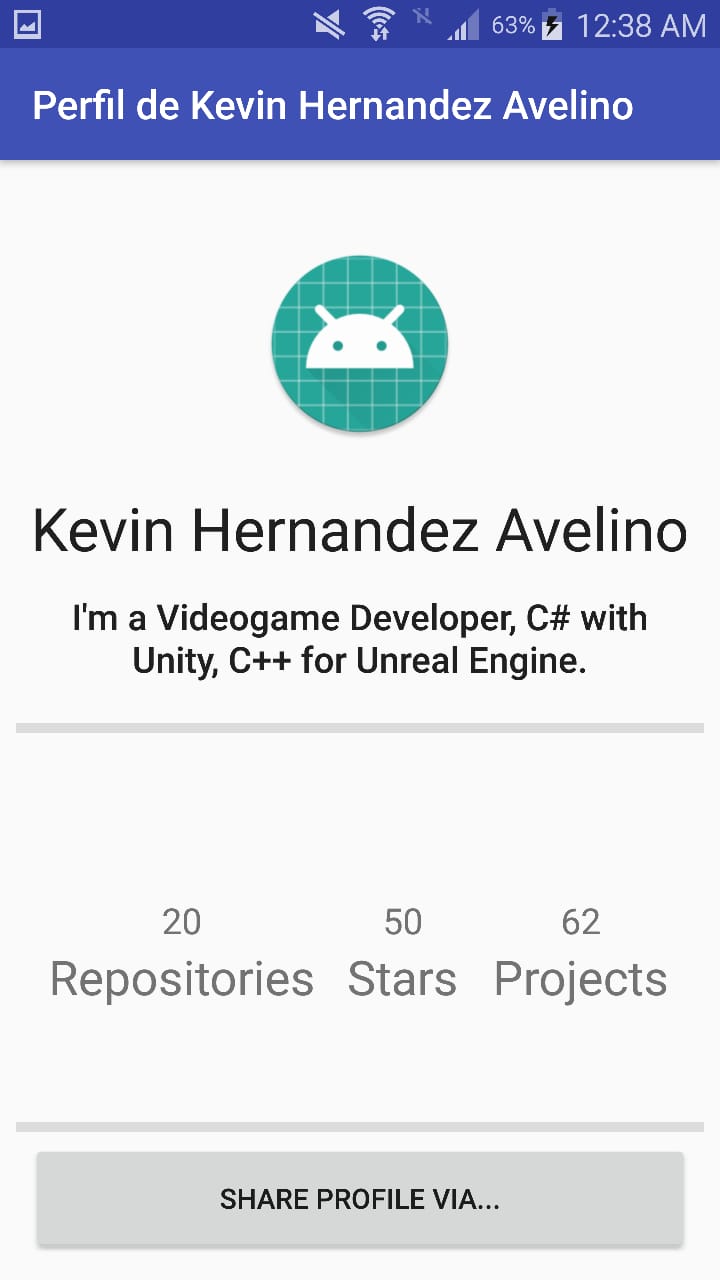 63% 12:38 AM
Perfil de Kevin Hernandez Avelino
Kevin Hernandez Avelino
I'm a Videogame Developer, C# with
Unity, C++ for Unreal Engine.
20 50 62
Repositories Stars Projects
SHARE PROFILE VIA...